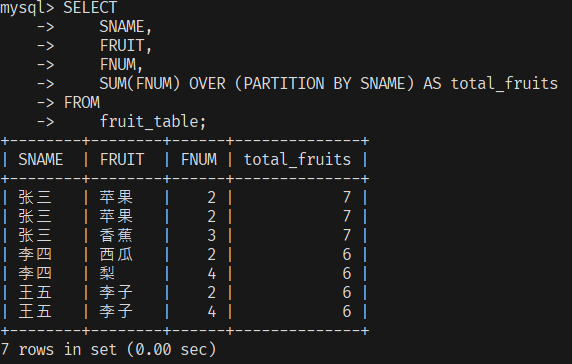 mysql> SELECT
    ->     SNAME,
    ->     FRUIT,
    ->     FNUM,
    ->     SUM(FNUM) OVER (PARTITION BY SNAME) AS total_fruits
    -> FROM
    ->     fruit_table;
+--------+--------+------+--------------+
| SNAME  | FRUIT  | FNUM | total_fruits |
+--------+--------+------+--------------+
| 张三   | 苹果   |    2 |            7 |
| 张三   | 苹果   |    2 |            7 |
| 张三   | 香蕉   |    3 |            7 |
| 李四   | 西瓜   |    2 |            6 |
| 李四   | 梨     |    4 |            6 |
| 王五   | 李子   |    2 |            6 |
| 王五   | 李子   |    4 |            6 |
+--------+--------+------+--------------+
7 rows in set (0.00 sec)